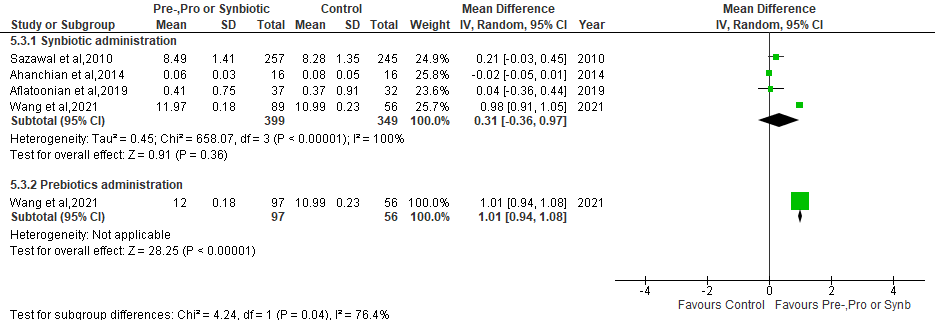 Pre-,Pro or Synbiotic Control Mean Difference Mean Difference
Study or Subgroup Mean SD Total Mean SD Total Weight IV, Random, 95% CI Year IV, Random, 95% CI
5.3.1 Synbiotic administration
Sazawal et al,2010 8.49 1.41 257 8.28 1.35 245 24.9% 0.21 [-0.03, 0.45] 2010
Ahanchian et al,2014 0.06 0.03 16 0.08 0.05 16 25.8% -0.02 [-0.05, 0.01] 2014
Aflatoonian et al,2019 0.41 0.75 37 0.37 0.91 32 23.6% 0.04 [-0.36, 0.44] 2019
Wang et al,2021 11.97 0.18 89 10.99 0.23 56 25.7% 0.98 [0.91, 1.05] 2021
Subtotal (95% CI) 399 349 100.0% 0.31 [-0.36, 0.97]
Heterogeneity: Tau² = 0.45; Chi² = 658.07, df = 3 (P < 0.00001); I² = 100%
Test for overall effect: Z = 0.91 (P = 0.36)
5.3.2 Prebiotics administration
Wang et al,2021 12 0.18 97 10.99 0.23 56 100.0% 1.01 [0.94, 1.08] 2021
Subtotal (95% CI) 97 56 100.0% 1.01 [0.94, 1.08]
Heterogeneity: Not applicable
Test for overall effect: Z = 28.25 (P < 0.00001)
-4 -2 0 2 4
Favours Control Favours Pre-,Pro or Synb
Test for subgroup differences: Chi² = 4.24, df = 1 (P = 0.04), I² = 76.4%